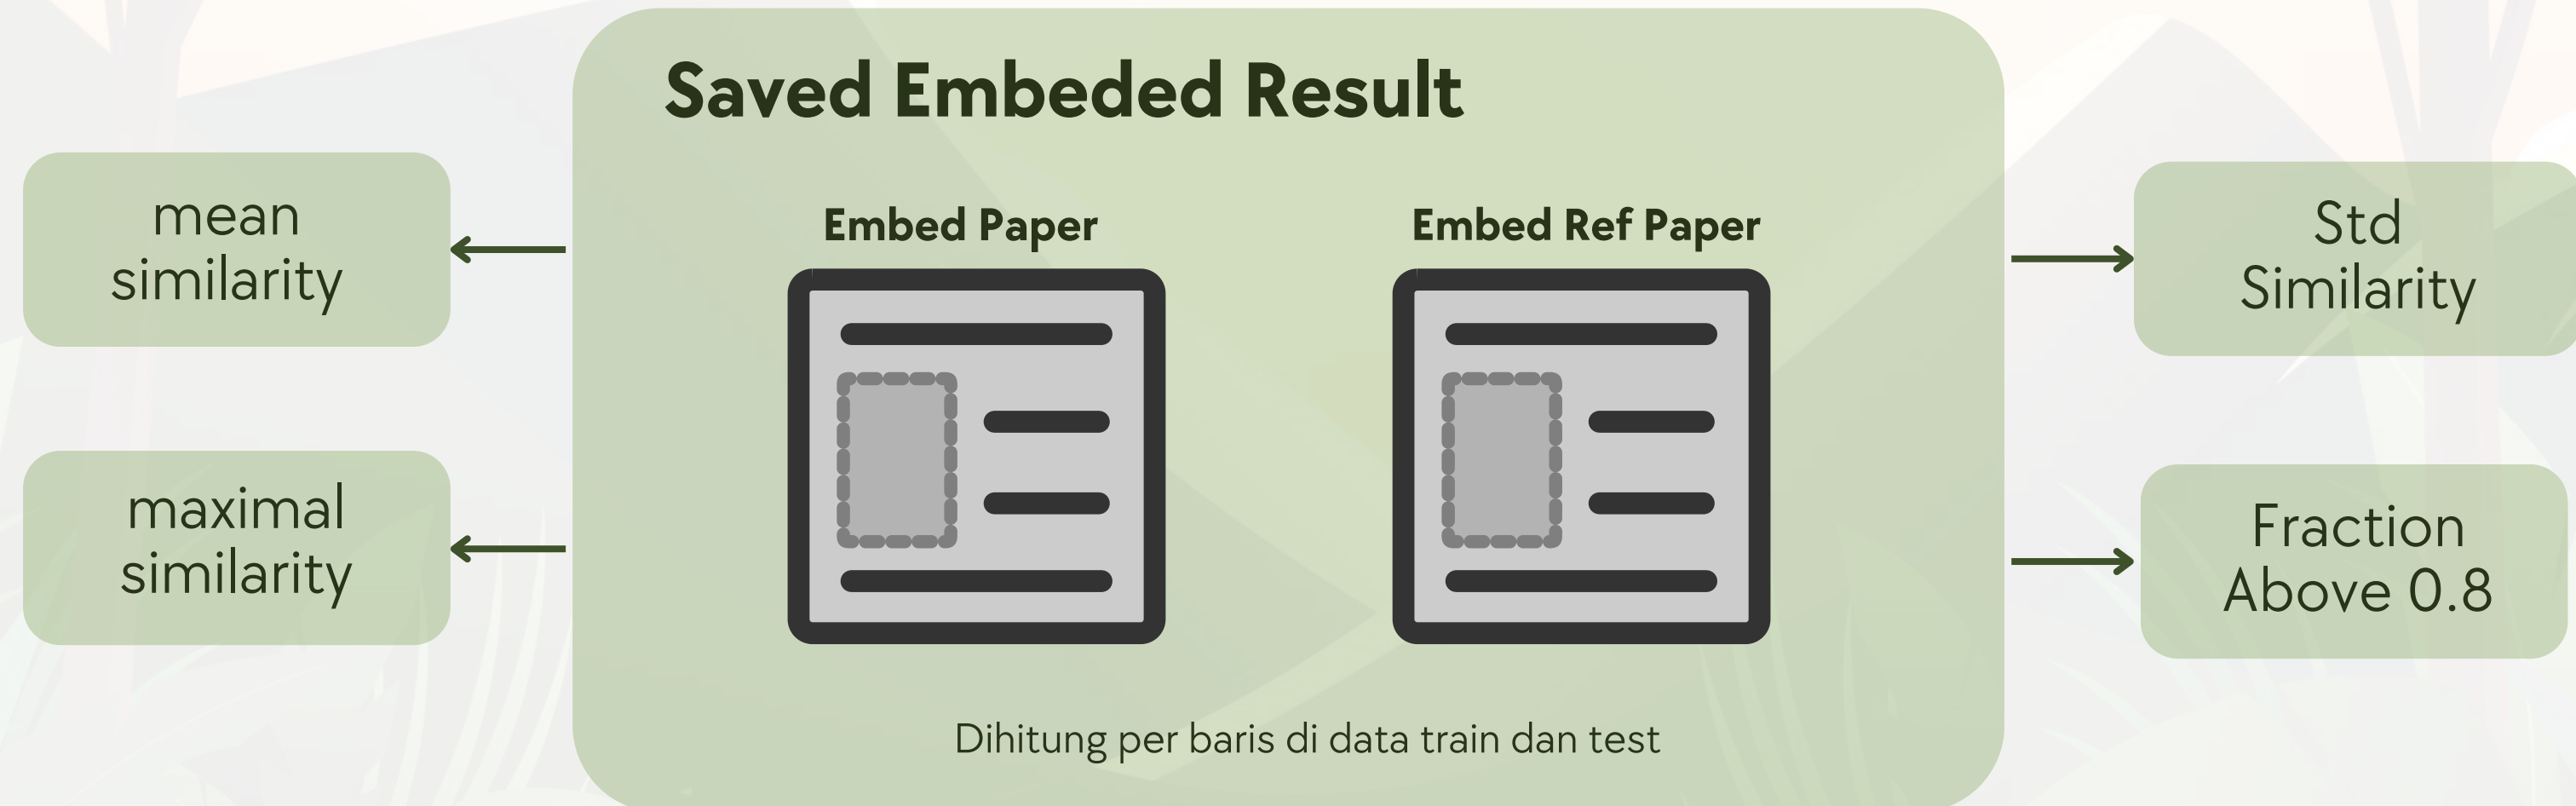 Saved Embeded Result
mean
similarity
maximal
similarity
Embed Paper
Embed Ref Paper
Dihitung per baris di data train dan test
Std
Similarity
Fraction
Above 0.8